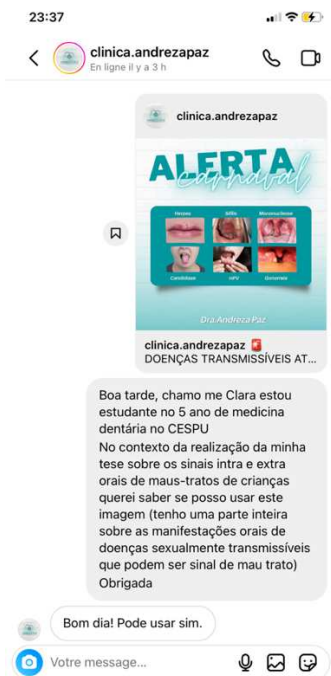 23:37
clinica.andrezapaz
En ligne il y a 3 h
clinica.andrezapaz
ALERTA
carnaval
Herpes Sífilis Mononucleose
Candidíase HPV Gonorreia
Dra Andreza Paz
clinica.andrezapaz
DOENÇAS TRANSMISSÍVEIS AT...
Boa tarde, chamo me Clara estou
estudante no 5 ano de medicina
dentária no CESPU
No contexto da realização da minha
tese sobre os sinais intra e extra
orais de maus-tratos de crianças
querei saber se posso usar este
imagem (tenho uma parte inteira
sobre as manifestações orais de
doenças sexualmente transmissíveis
que podem ser sinal de mau trato)
Obrigada
Bom dia! Pode usar sim.
Votre message...